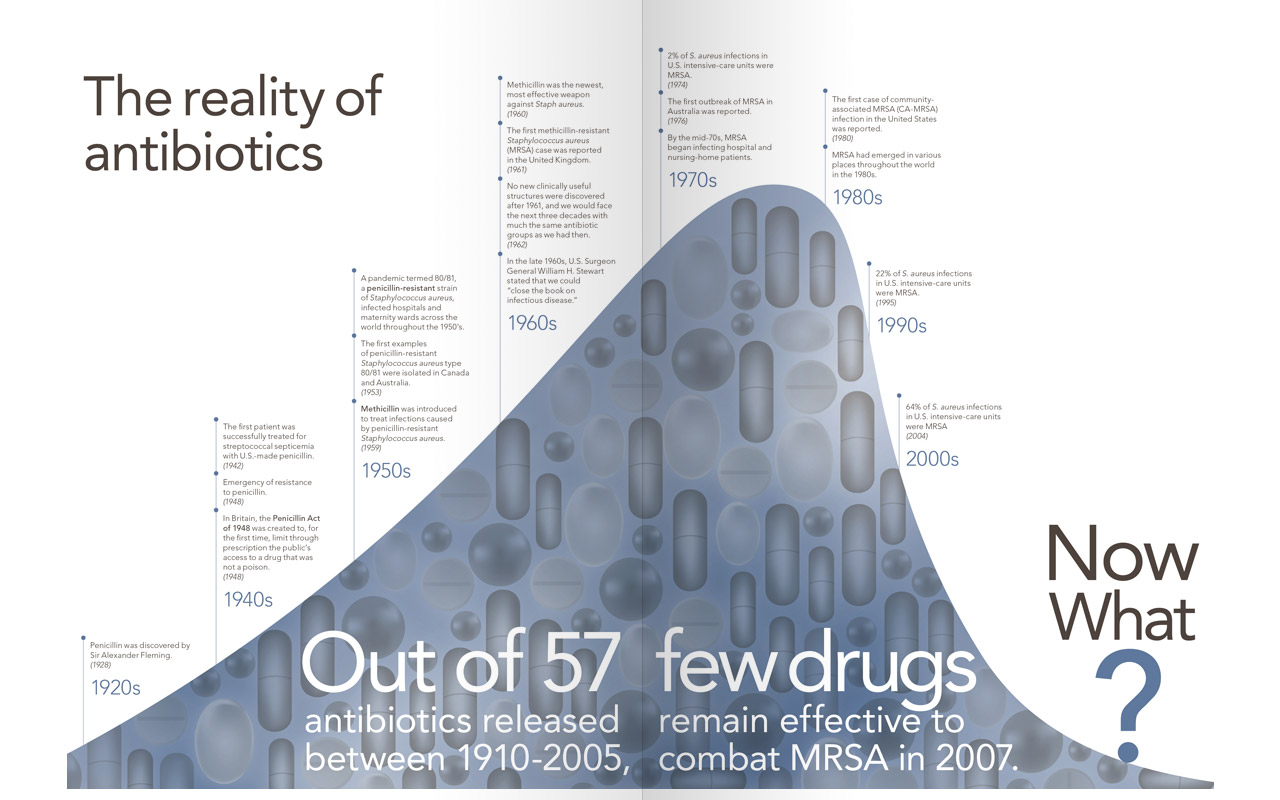 The reality of
antibiotics
Penicillin was discovered by
Sir Alexander Fleming.
(1928)
1920s
The first patient was
successfully treated for
streptococcal septicemia
with U.S.-made penicillin.
(1942)
Emergency of resistance
to penicillin.
(1948)
In Britain, the Penicillin Act
of 1948 was created to, for
the first time, limit through
prescription the public's
access to a drug that was
not a poison.
(1948)
1940s
A pandemic termed 80/81,
a penicillin-resistant strain
of Staphylococcus aureus,
infected hospitals and
maternity wards across the
world throughout the 1950's.
The first examples
of penicillin-resistant
Staphylococcus aureus type
80/81 were isolated in Canada
and Australia.
(1953)
Methicillin was introduced
to treat infections caused
by penicillin-resistant
Staphylococcus aureus.
(1959)
1950s
Methicillin was the newest,
most effective weapon
against Staph aureus.
(1960)
The first methicillin-resistant
Staphylococcus aureus
(MRSA) case was reported
in the United Kingdom.
(1961)
No new clinically useful
structures were discovered
after 1961, and we would face
the next three decades with
much the same antibiotic
groups as we had then.
(1962)
In the late 1960s, U.S. Surgeon
General William H. Stewart
stated that we could
"close the book on
infectious disease."
1960s
2% of S. aureus infections in
U.S. intensive-care units were
MRSA.
(1974)
The first outbreak of MRSA in
Australia was reported.
(1976)
By the mid-70s, MRSA
began infecting hospital and
nursing-home patients.
1970s
The first case of community-
associated MRSA (CA-MRSA)
infection in the United States
was reported.
(1980)
MRSA had emerged in various
places throughout the world
in the 1980s.
1980s
22% of S. aureus infections
in U.S. intensive-care units
were MRSA.
(1995)
1990s
64% of S. aureus infections
in U.S. intensive-care units
were MRSA
(2004)
2000s
Out of 57 few drugs
antibiotics released remain effective to
between 1910-2005, combat MRSA in 2007.
Now
What
?